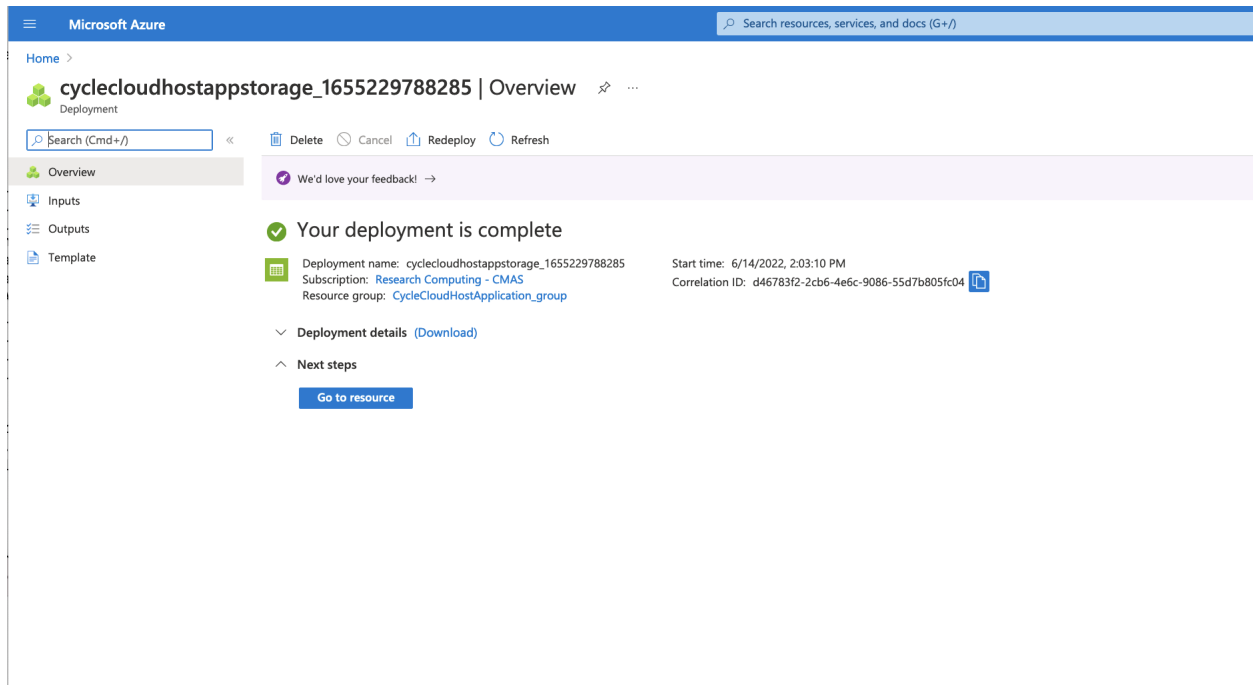 Microsoft Azure
Search resources, services, and docs (G+/)
Home >
cyclecloudhostappstorage_1655229788285 | Overview
Deployment
Search (Cmd+/)
«
Delete
Cancel
Redeploy
Refresh
Overview
We'd love your feedback! →
Inputs
Outputs
Template
Your deployment is complete
Deployment name: cyclecloudhostappstorage_1655229788285
Subscription: Research Computing - CMAS
Resource group: CycleCloudHostApplication_group
Start time: 6/14/2022, 2:03:10 PM
Correlation ID: d46783f2-2cb6-4e6c-9086-55d7b805fc04
Deployment details (Download)
Next steps
Go to resource